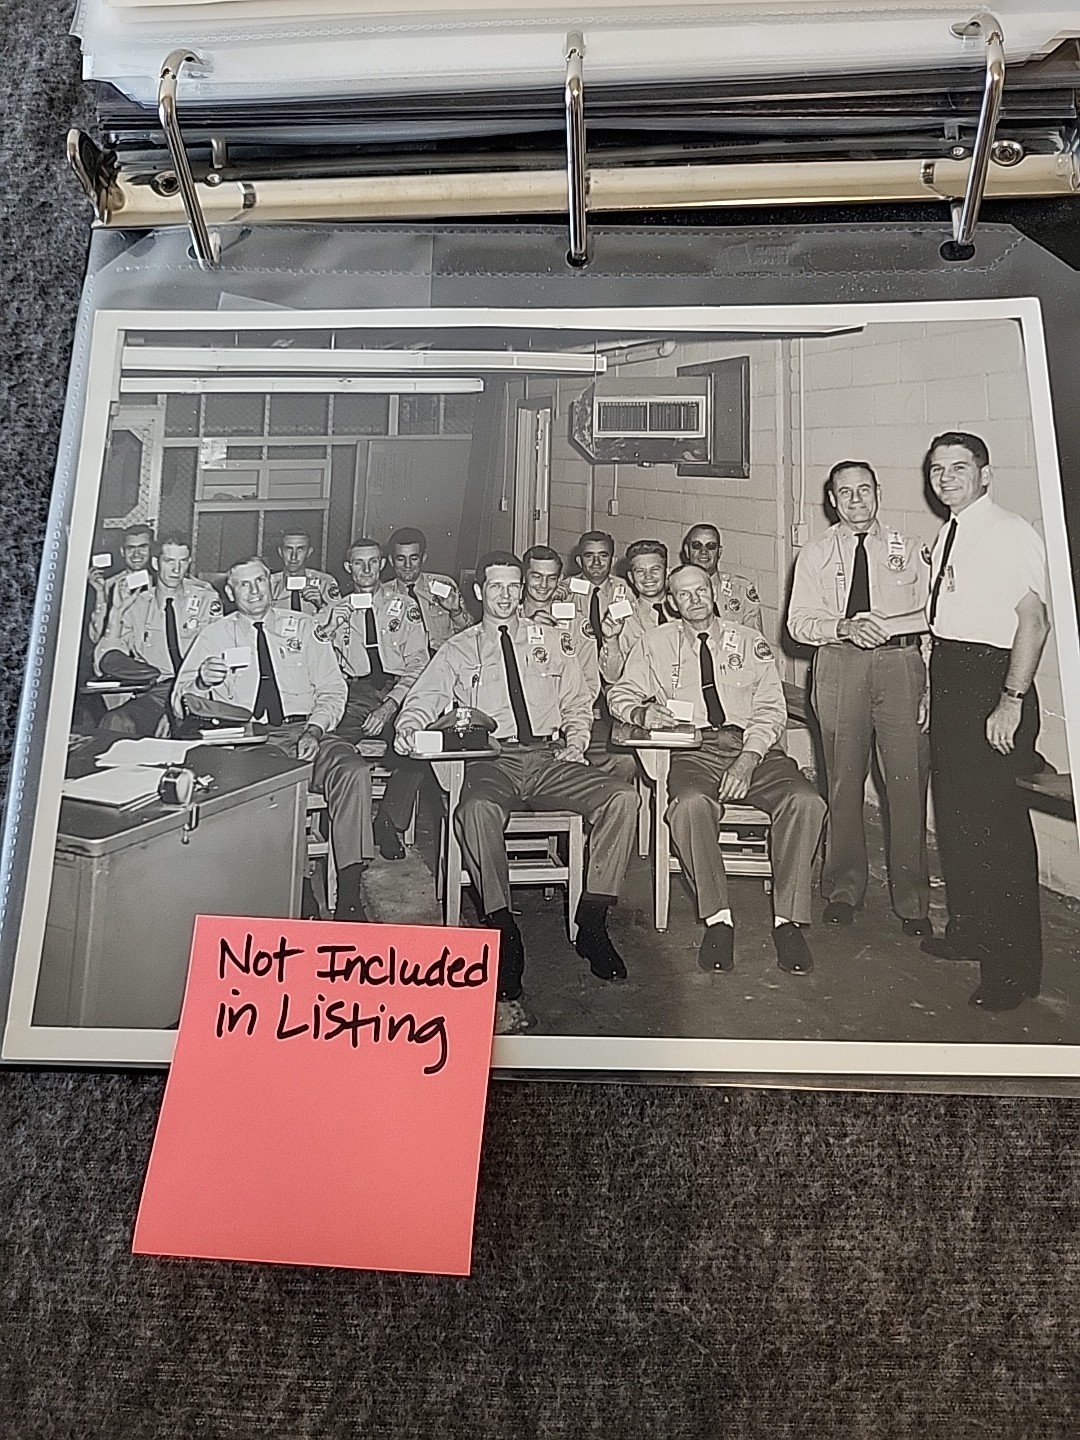 Not Included
in Listing